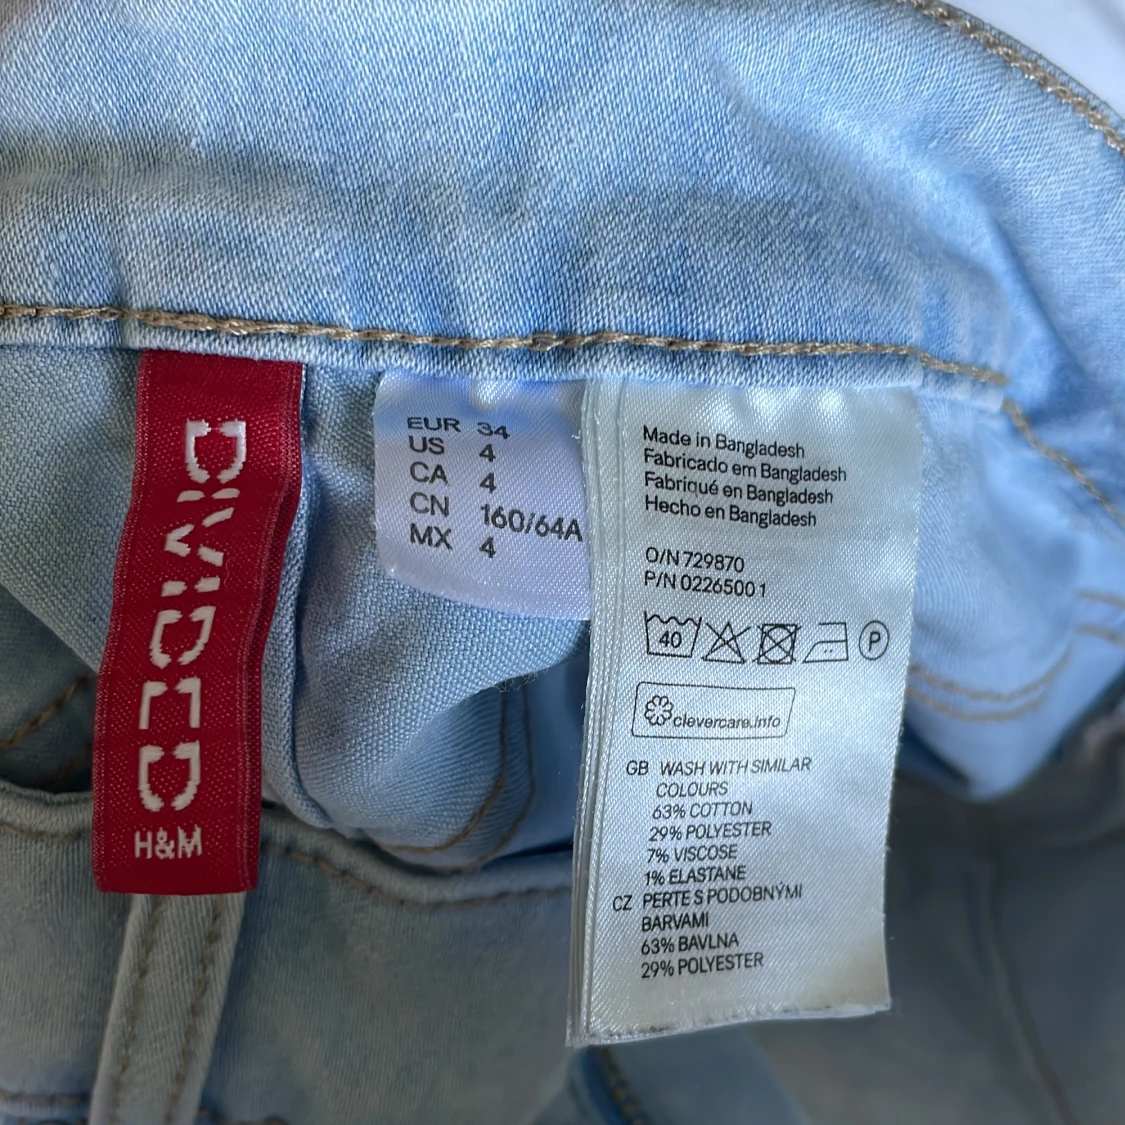 DIVIDED
H&M
EUR 34
US 4
CA 4
CN 160/64A
MX 4
Made in Bangladesh
Fabricado em Bangladesh
Fabriqué en Bangladesh
Hecho en Bangladesh
O/N 729870
P/N 0226500 1
40
P
clevercare.info
GB WASH WITH SIMILAR
COLOURS
63% COTTON
29% POLYESTER
7% VISCOSE
1% ELASTANE
CZ PERTE S PODOBNÝMI
BARVAMI
63% BAVLNA
29% POLYESTER